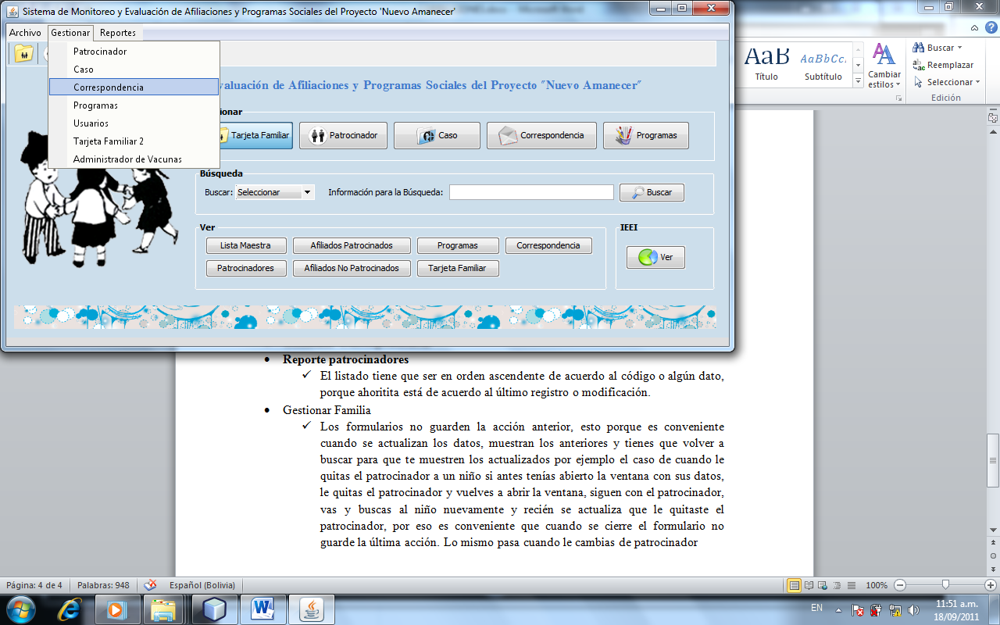 Sistema de Monitoreo y Evaluación de Afiliaciones y Programas Sociales del Proyecto 'Nuevo Amanecer'
Archivo Gestionar Reportes
Patrocinador
Caso
Correspondencia
Programas
Usuarios
Tarjeta Familiar 2
Administrador de Vacunas
valuación de Afiliaciones y Programas Sociales del Proyecto "Nuevo Amanecer"
ionar
Tarjeta Familiar Patrocinador Caso Correspondencia Programas
Búsqueda
Buscar: Seleccionar Información para la Búsqueda: Buscar
Ver IEEI
Lista Maestra Afiliados Patrocinados Programas Correspondencia
Ver
Patrocinadores Afiliados No Patrocinados Tarjeta Familiar
AaB AaBbCc.
Título Subtítulo
Cambiar estilos
Buscar
Reemplazar
Seleccionar
Edición
• Reporte patrocinadores
✓ El listado tiene que ser en orden ascendente de acuerdo al código o algún dato,
porque ahoritita está de acuerdo al último registro o modificación.
• Gestionar Familia
✓ Los formularios no guarden la acción anterior, esto porque es conveniente
cuando se actualizan los datos, muestran los anteriores y tienes que volver a
buscar para que te muestren los actualizados por ejemplo el caso de cuando le
quitas el patrocinador a un niño si antes tenías abierto la ventana con sus datos,
le quitas el patrocinador y vuelves a abrir la ventana, siguen con el patrocinador,
vas y buscas al niño nuevamente y recién se actualiza que le quitaste el
patrocinador, por eso es conveniente que cuando se cierre el formulario no
guarde la última acción. Lo mismo pasa cuando le cambias de patrocinador
Página: 4 de 4 Palabras: 948 Español (Bolivia) 100%
EN 11:51 a.m.
18/09/2011